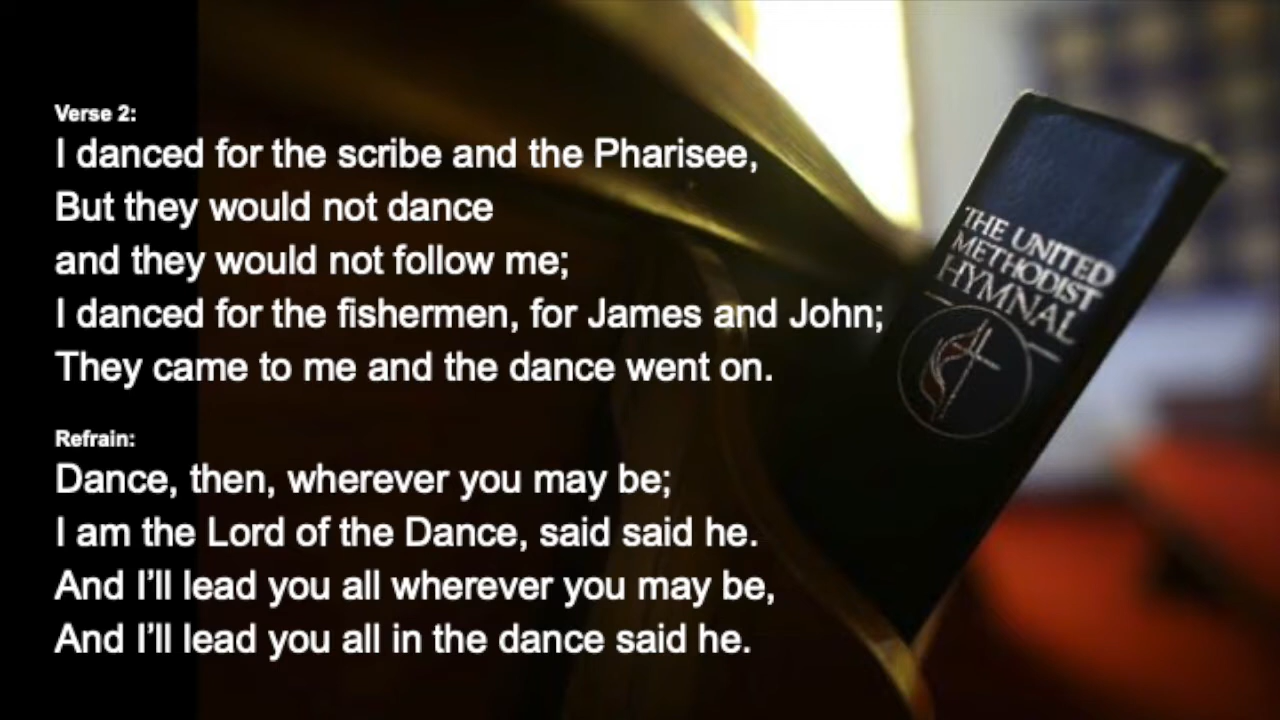 Verse 2:
I danced for the scribe and the Pharisee,
But they would not dance
and they would not follow me;
I danced for the fishermen, for James and John;
They came to me and the dance went on.
Refrain:
Dance, then, wherever you may be;
I am the Lord of the Dance, said said he.
And I’ll lead you all wherever you may be,
And I’ll lead you all in the dance said he.
THE UNITED
METHODIST
HYMNAL